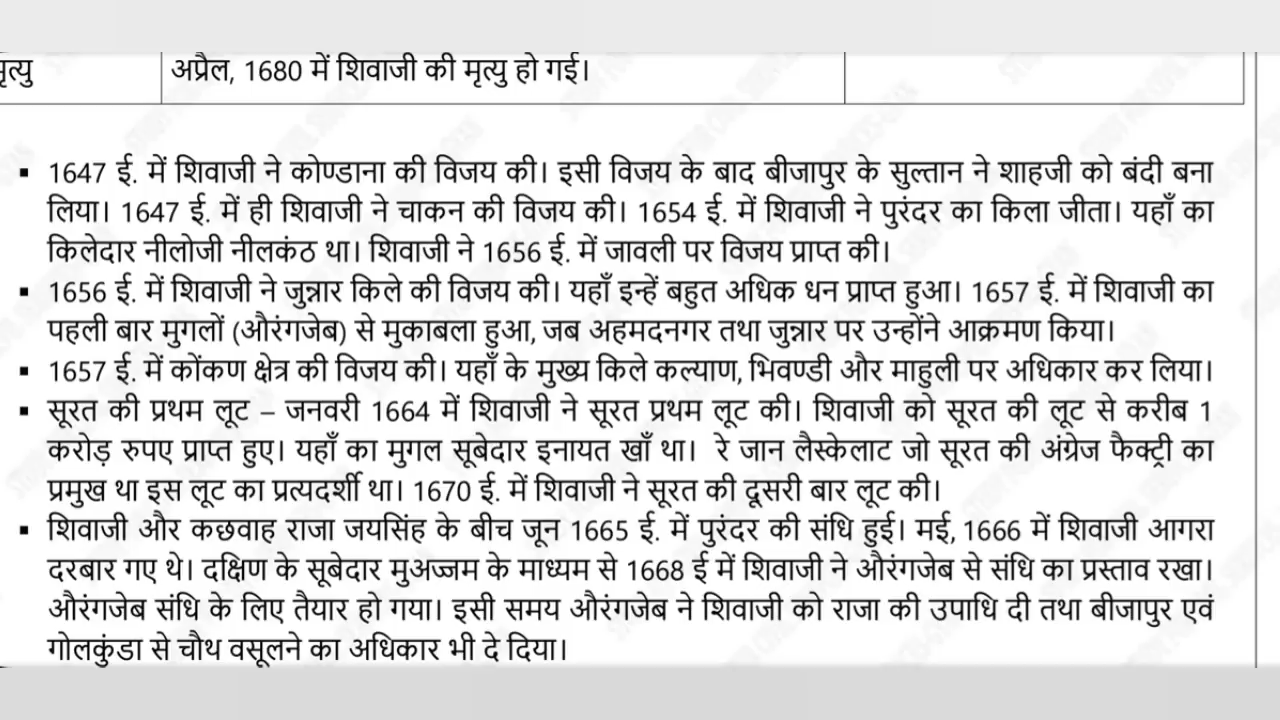 मृत्यु अप्रैल, 1680 में शिवाजी की मृत्यु हो गई।
▪ 1647 ई. में शिवाजी ने कोण्डाना की विजय की। इसी विजय के बाद बीजापुर के सुल्तान ने शाहजी को बंदी बना
लिया। 1647 ई. में ही शिवाजी ने चाकन की विजय की। 1654 ई. में शिवाजी ने पुरंदर का किला जीता। यहाँ का
किलेदार नीलोजी नीलकंठ था। शिवाजी ने 1656 ई. में जावली पर विजय प्राप्त की।
▪ 1656 ई. में शिवाजी ने जुन्नार किले की विजय की। यहाँ इन्हें बहुत अधिक धन प्राप्त हुआ। 1657 ई. में शिवाजी का
पहली बार मुगलों (औरंगजेब) से मुकाबला हुआ, जब अहमदनगर तथा जुन्नार पर उन्होंने आक्रमण किया।
▪ 1657 ई. में कोंकण क्षेत्र की विजय की। यहाँ के मुख्य किले कल्याण, भिवण्डी और माहुली पर अधिकार कर लिया।
▪ सूरत की प्रथम लूट – जनवरी 1664 में शिवाजी ने सूरत प्रथम लूट की। शिवाजी को सूरत की लूट से करीब 1
करोड़ रुपए प्राप्त हुए। यहाँ का मुगल सूबेदार इनायत खाँ था। रे जान लैस्केलाट जो सूरत की अंग्रेज फैक्ट्री का
प्रमुख था इस लूट का प्रत्यदर्शी था। 1670 ई. में शिवाजी ने सूरत की दूसरी बार लूट की।
▪ शिवाजी और कछवाह राजा जयसिंह के बीच जून 1665 ई. में पुरंदर की संधि हुई। मई, 1666 में शिवाजी आगरा
दरबार गए थे। दक्षिण के सूबेदार मुअज्जम के माध्यम से 1668 ई में शिवाजी ने औरंगजेब से संधि का प्रस्ताव रखा।
औरंगजेब संधि के लिए तैयार हो गया। इसी समय औरंगजेब ने शिवाजी को राजा की उपाधि दी तथा बीजापुर एवं
गोलकुंडा से चौथ वसूलने का अधिकार भी दे दिया।